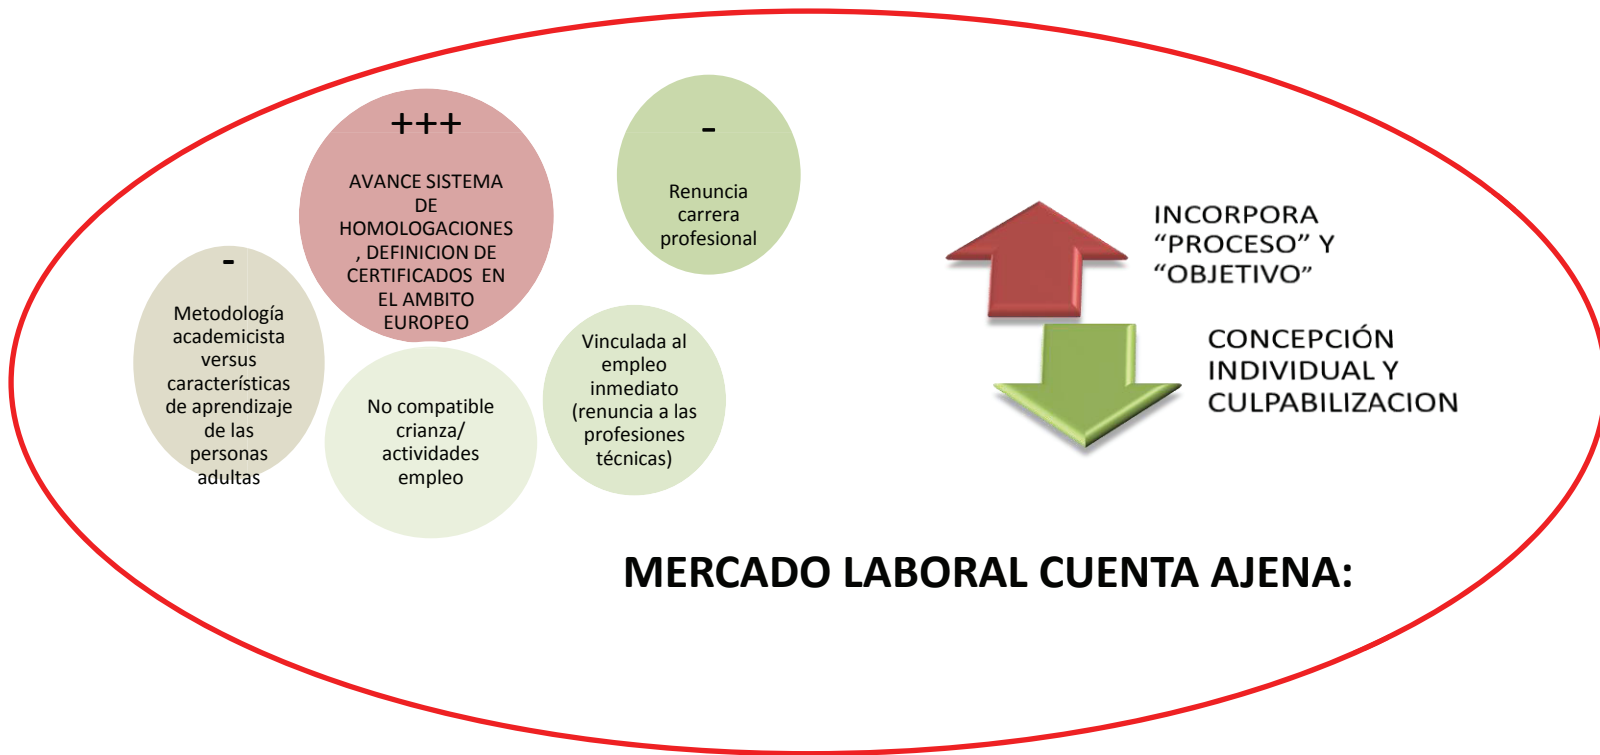 +++
AVANCE SISTEMA
DE
HOMOLOGACIONES
, DEFINICION DE
CERTIFICADOS EN
EL AMBITO
EUROPEO
-
Renuncia
carrera
profesional
-
Metodología
academicista
versus
características
de aprendizaje
de las
personas
adultas
No compatible
crianza/
actividades
empleo
Vinculada al
empleo
inmediato
(renuncia a las
profesiones
técnicas)
INCORPORA
“PROCESO” Y
“OBJETIVO”
CONCEPCIÓN
INDIVIDUAL Y
CULPABILIZACION
MERCADO LABORAL CUENTA AJENA: